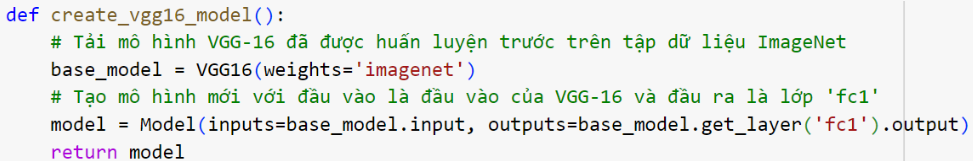 def create_vgg16_model():
    # Tải mô hình VGG-16 đã được huấn luyện trước trên tập dữ liệu ImageNet
    base_model = VGG16(weights='imagenet')
    # Tạo mô hình mới với đầu vào là đầu vào của VGG-16 và đầu ra là lớp 'fc1'
    model = Model(inputs=base_model.input, outputs=base_model.get_layer('fc1').output)
    return model